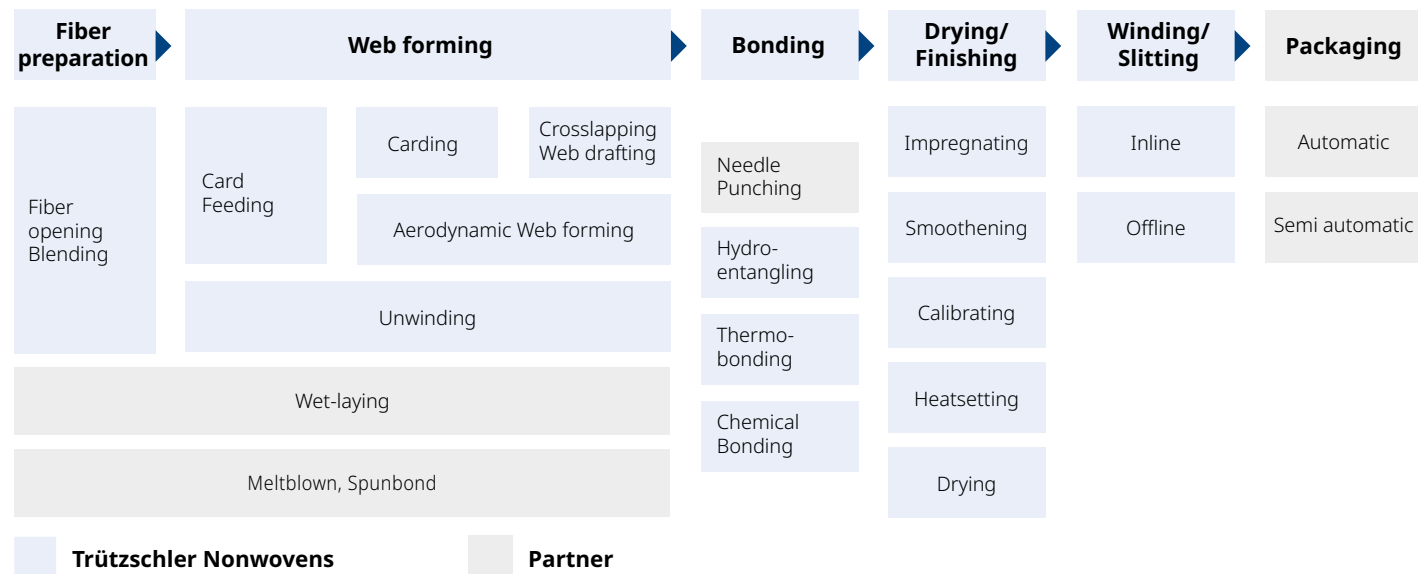 Fiber
preparation
Web forming
Bonding
Drying/
Finishing
Winding/
Slitting
Packaging
Fiber
opening
Blending
Card
Feeding
Carding
Crosslapping
Web drafting
Aerodynamic Web forming
Unwinding
Wet-laying
Meltblown, Spunbond
Needle
Punching
Hydro-
entangling
Thermo-
bonding
Chemical
Bonding
Impregnating
Smoothening
Calibrating
Heatsetting
Drying
Inline
Offline
Automatic
Semi automatic
Trützschler Nonwovens
Partner